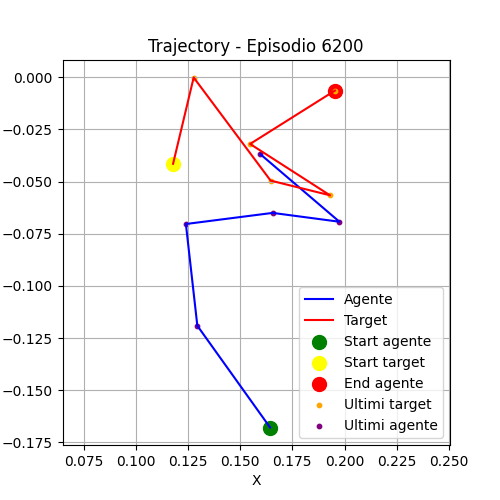 Trajectory - Episodio 6200
0.000
−0.025
−0.050
−0.075
−0.100
−0.125
−0.150
−0.175
Agente
Target
Start agente
Start target
End agente
Ultimi target
Ultimi agente
0.075 0.100 0.125 0.150 0.175 0.200 0.225 0.250
X